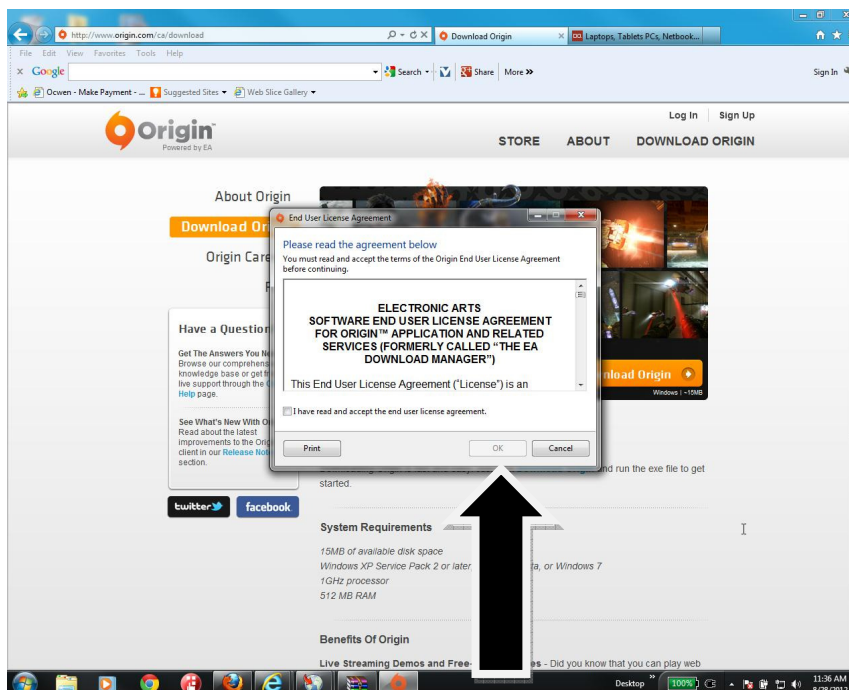 http://www.origin.com/ca/download
Download Origin
Laptops, Tablets PCs, Netbook...
File Edit View Favorites Tools Help
x Google
Search
Share
More »
Sign In
Ocwen - Make Payment - ...
Suggested Sites
Web Slice Gallery
Log In
Sign Up
Origin
Powered by EA
STORE
ABOUT
DOWNLOAD ORIGIN
About Origin
Download Or
Origin Care
Have a Question
Get The Answers You Ne
Browse our comprehens
knowledge base or get fr
live support through the
Help page.
See What's New With O
Read about the latest
improvements to the Orig
client in our Release Not
section.
twitter
facebook
End User License Agreement
Please read the agreement below
You must read and accept the terms of the Origin End User License Agreement
before continuing.
ELECTRONIC ARTS
SOFTWARE END USER LICENSE AGREEMENT
FOR ORIGIN™ APPLICATION AND RELATED
SERVICES (FORMERLY CALLED “THE EA
DOWNLOAD MANAGER”)
This End User License Agreement (“License”) is an
I have read and accept the end user license agreement.
Print
OK
Cancel
nload Origin
Windows | ~15MB
nd run the exe file to get
started.
System Requirements
15MB of available disk space
Windows XP Service Pack 2 or later, ta, or Windows 7
1GHz processor
512 MB RAM
Benefits Of Origin
Live Streaming Demos and Free- es - Did you know that you can play web
Desktop
100%
11:36 AM